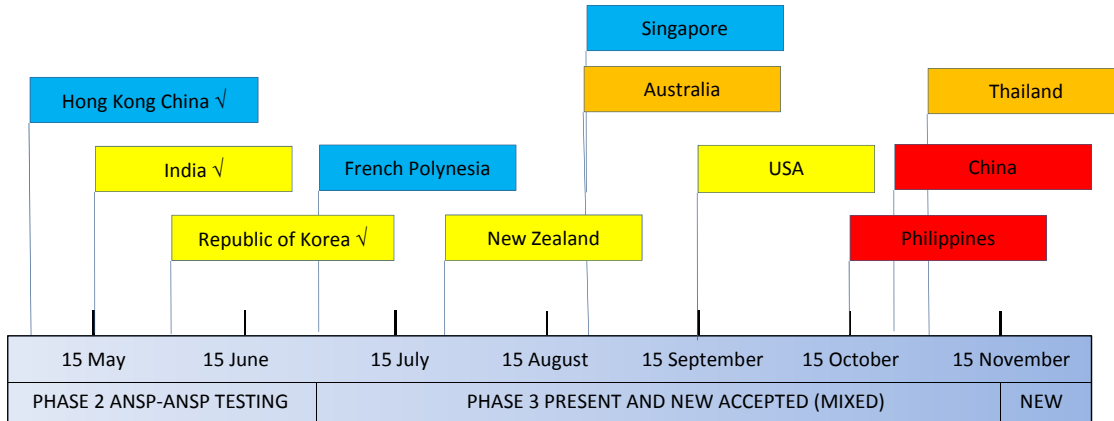 Singapore
Australia
Thailand
Hong Kong China √
India √
French Polynesia
USA
China
Republic of Korea √
New Zealand
Philippines
15 May
15 June
15 July
15 August
15 September
15 October
15 November
PHASE 2 ANSP-ANSP TESTING
PHASE 3 PRESENT AND NEW ACCEPTED (MIXED)
NEW